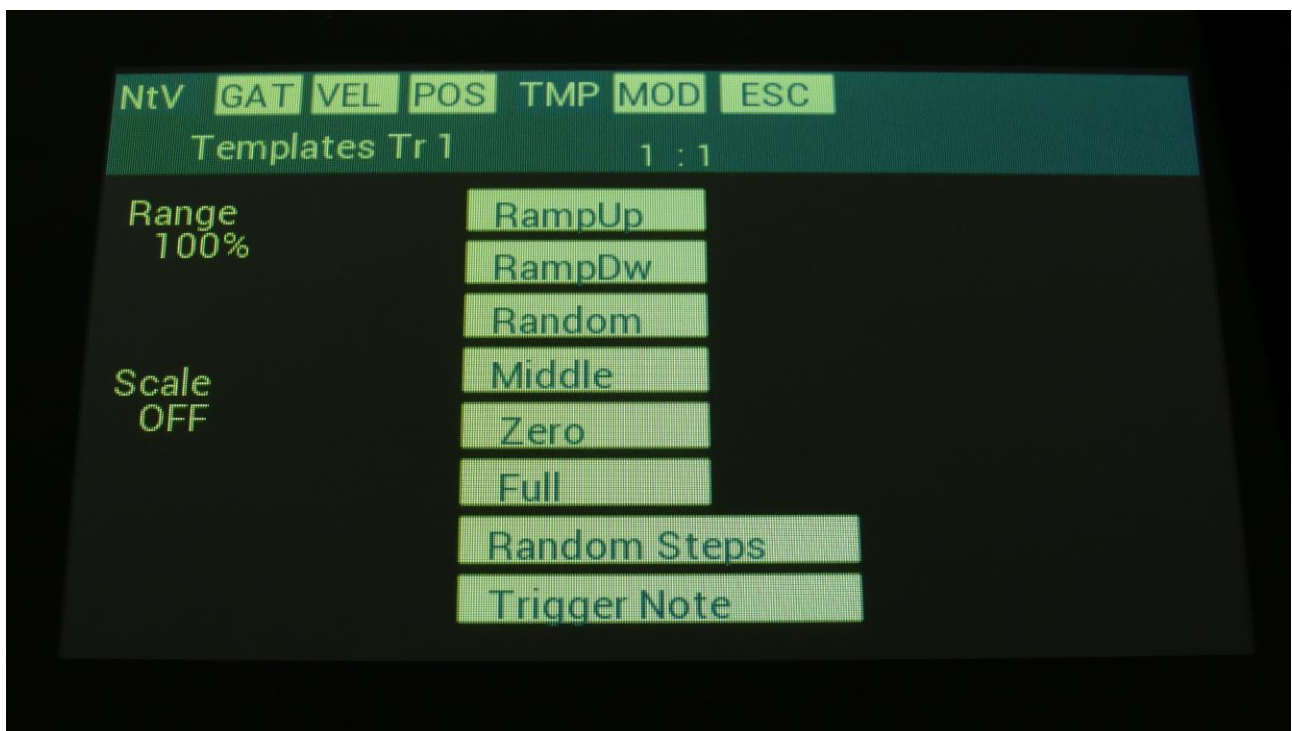 NtV GAT VEL POS TMP MOD ESC
Templates Tr 1 1 : 1
Range
100%
RampUp
RampDw
Random
Scale
OFF
Middle
Zero
Full
Random Steps
Trigger Note